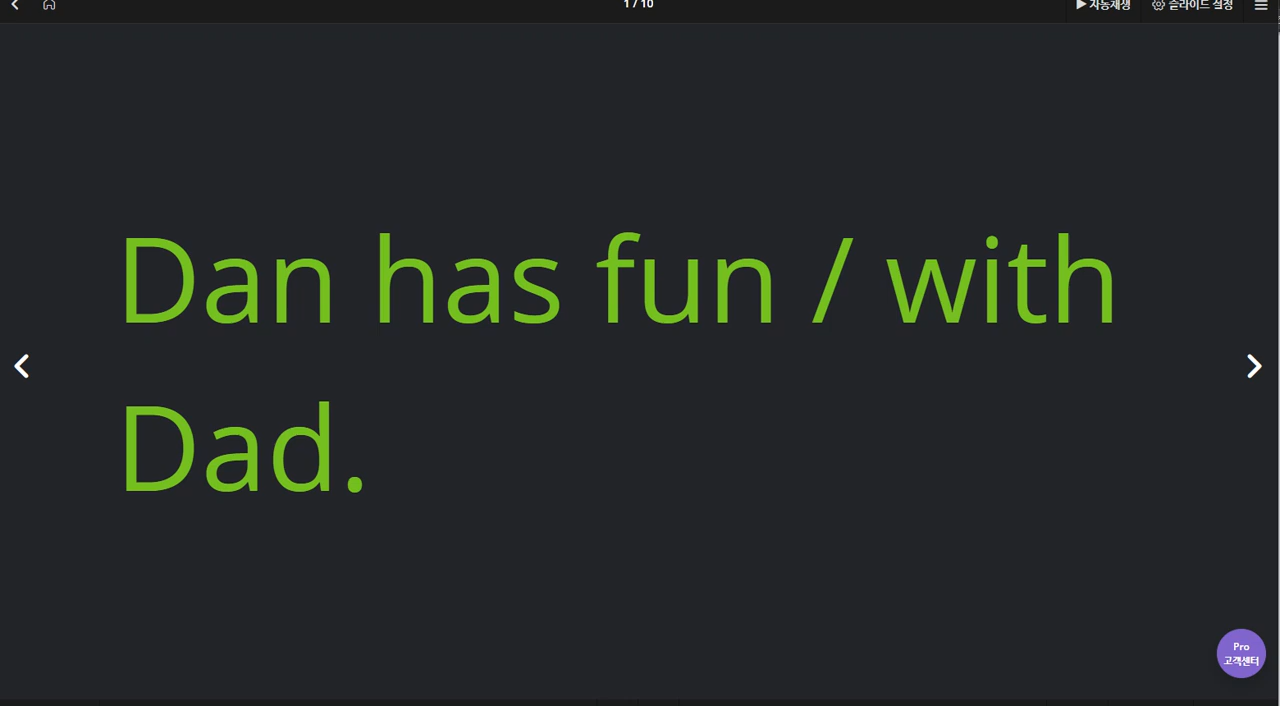 1 / 10
▶ 자동재생
슬라이드 설정
Dan has fun / with
Dad.
Pro
고객센터